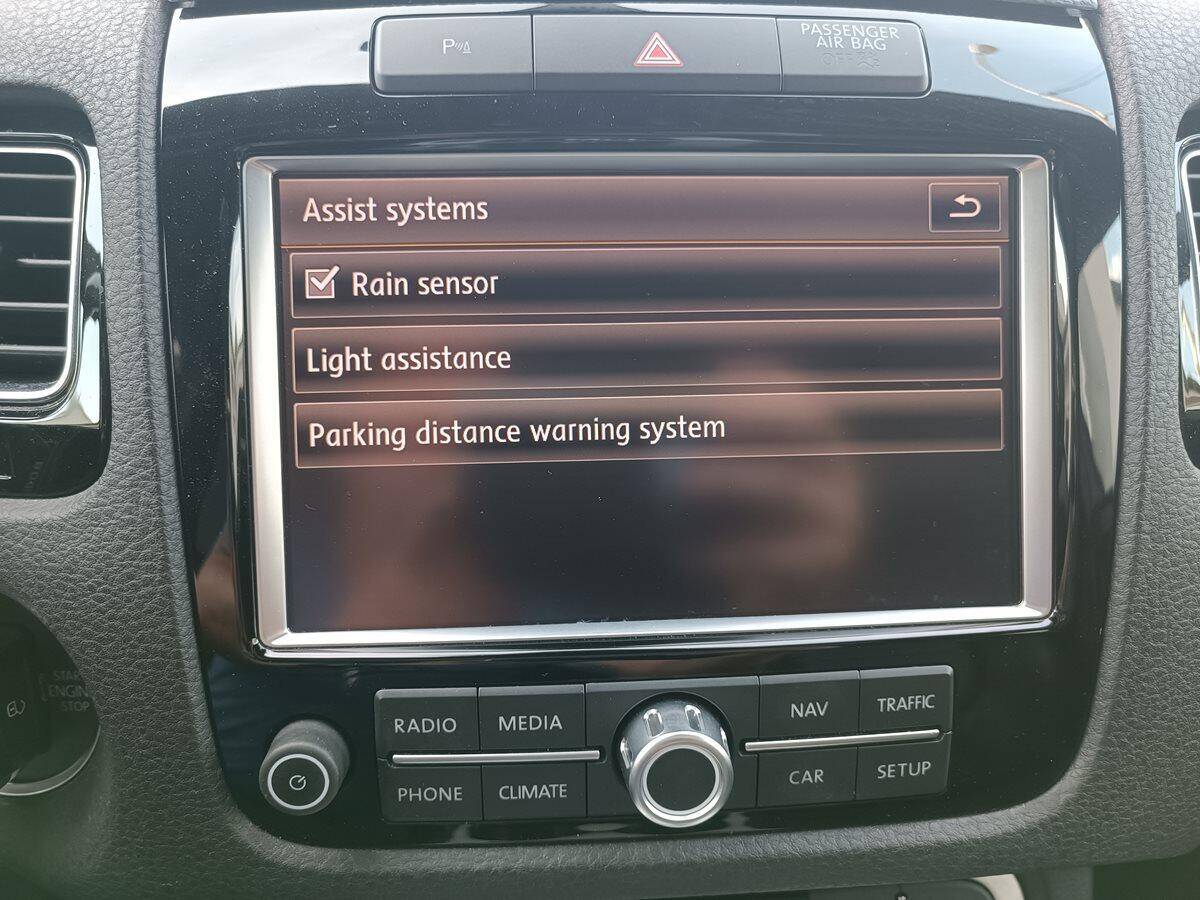 P
PASSENGER
AIR BAG
OFF
Assist systems
Rain sensor
Light assistance
Parking distance warning system
START
ENGINE
STOP
RADIO
MEDIA
NAV
TRAFFIC
PHONE
CLIMATE
CAR
SETUP